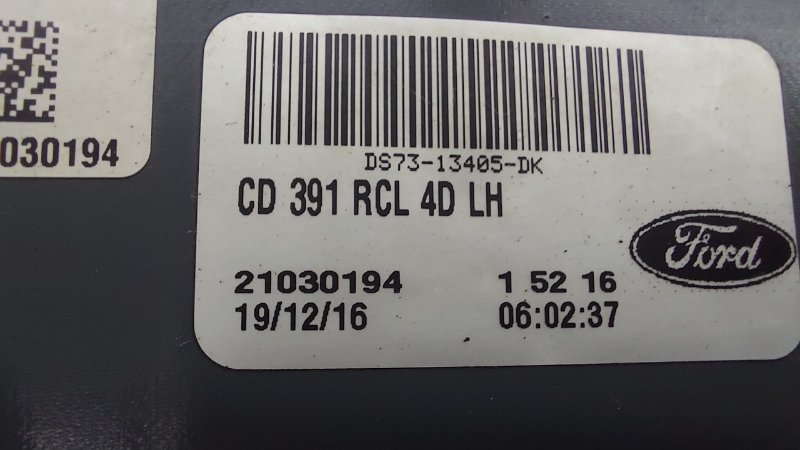 030194
DS73-13405-DK
CD 391 RCL 4D LH
Ford
21030194 1 52 16
19/12/16 06:02:37